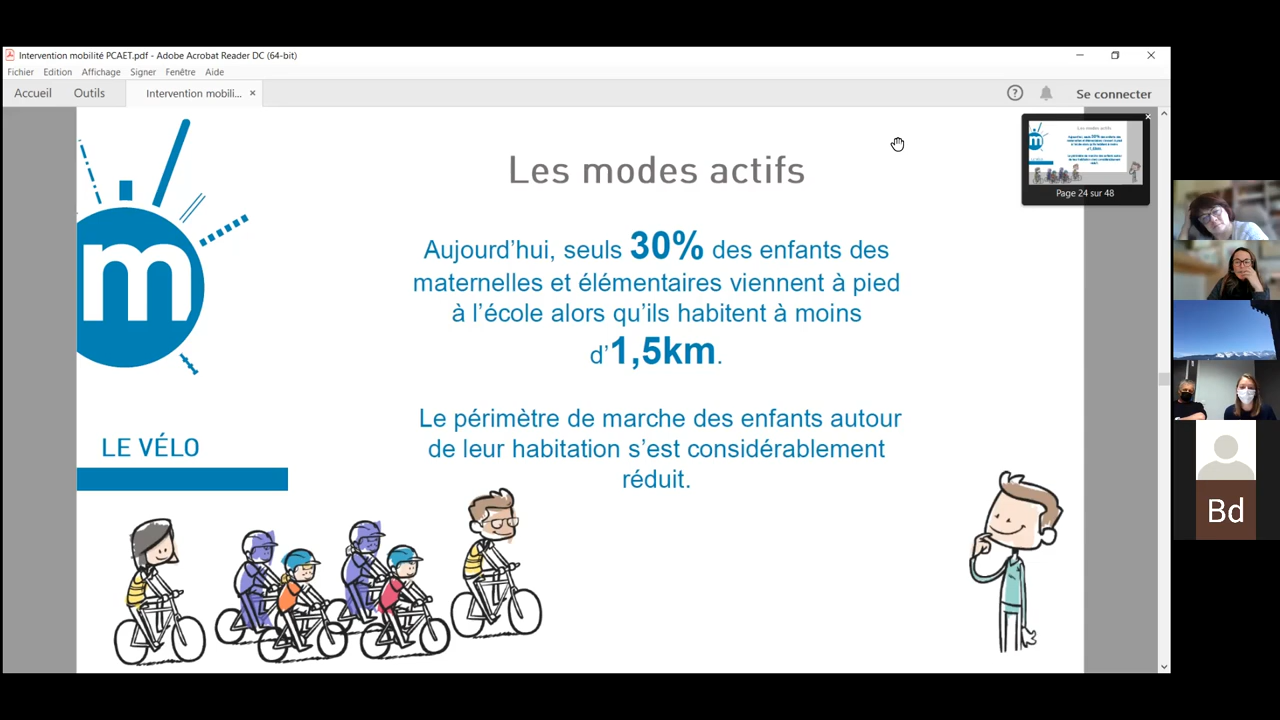 Intervention mobilité PCAET.pdf - Adobe Acrobat Reader DC (64-bit)
Fichier Edition Affichage Signer Fenêtre Aide
Accueil Outils Intervention mobili... × Se connecter
m
Les modes actifs
Aujourd’hui, seuls 30% des enfants des
maternelles et élémentaires viennent à pied
à l’école alors qu’ils habitent à moins
d’1,5km.
Le périmètre de marche des enfants autour
de leur habitation s’est considérablement
réduit.
LE VÉLO
Page 24 sur 48
Bd